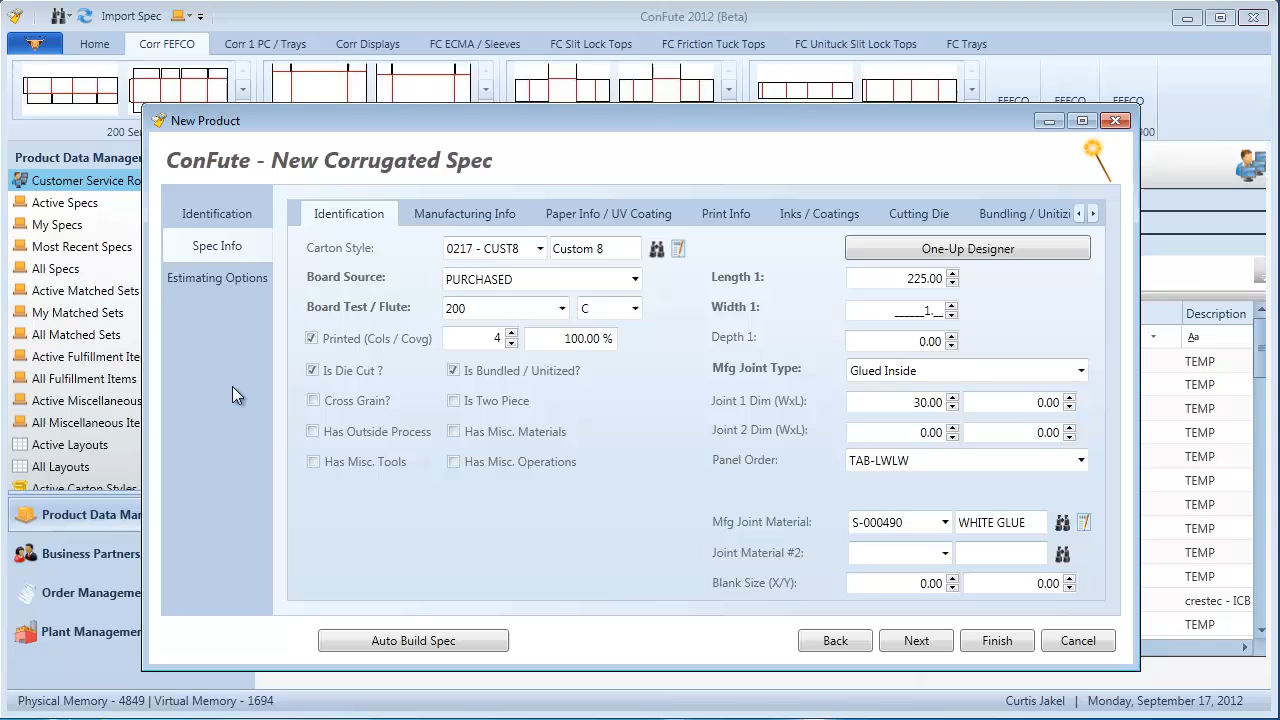 Import Spec
ConFute 2012 (Beta)
Home
Corr FEFCO
Corr 1 PC / Trays
Corr Displays
FC ECMA / Sleeves
FC Slit Lock Tops
FC Friction Tuck Tops
FC Unituck Slit Lock Tops
FC Trays
FEFCO
FEFCO
FEFCO
200 Se
00
New Product
ConFute - New Corrugated Spec
Product Data Manager
Customer Service Ro
Active Specs
My Specs
Most Recent Specs
All Specs
Active Matched Sets
My Matched Sets
All Matched Sets
Active Fulfillment Ite
All Fulfillment Items
Active Miscellaneous
All Miscellaneous Ite
Active Layouts
All Layouts
Active Carton Styles
Product Data Mar
Business Partners
Order Manageme
Plant Managemer
Identification
Spec Info
Estimating Options
Identification
Manufacturing Info
Paper Info / UV Coating
Print Info
Inks / Coatings
Cutting Die
Bundling / Unitizi
Carton Style:
0217 - CUST8
Custom 8
One-Up Designer
Board Source:
PURCHASED
Length 1:
225.00
Board Test / Flute:
200
C
Width 1:
______1.__
Printed (Cols / Covg)
4
100.00 %
Depth 1:
0.00
Is Die Cut ?
Is Bundled / Unitized?
Mfg Joint Type:
Glued Inside
Cross Grain?
Is Two Piece
Joint 1 Dim (WxL):
30.00
0.00
Has Outside Process
Has Misc. Materials
Joint 2 Dim (WxL):
0.00
0.00
Has Misc. Tools
Has Misc. Operations
Panel Order:
TAB-LWLW
Mfg Joint Material:
S-000490
WHITE GLUE
Joint Material #2:
Blank Size (X/Y):
0.00
0.00
Auto Build Spec
Back
Next
Finish
Cancel
Description
Aa
TEMP
TEMP
TEMP
TEMP
TEMP
TEMP
TEMP
TEMP
TEMP
TEMP
crestec - ICB
TEMP
Physical Memory - 4849 | Virtual Memory - 1694
Curtis Jakel | Monday, September 17, 2012